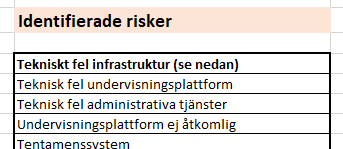 Identifierade risker
Tekniskt fel infrastruktur (se nedan)
Teknisk fel undervisningsplattform
Teknisk fel administrativa tjänster
Undervisningsplattform ej åtkomlig
Tentamenssystem